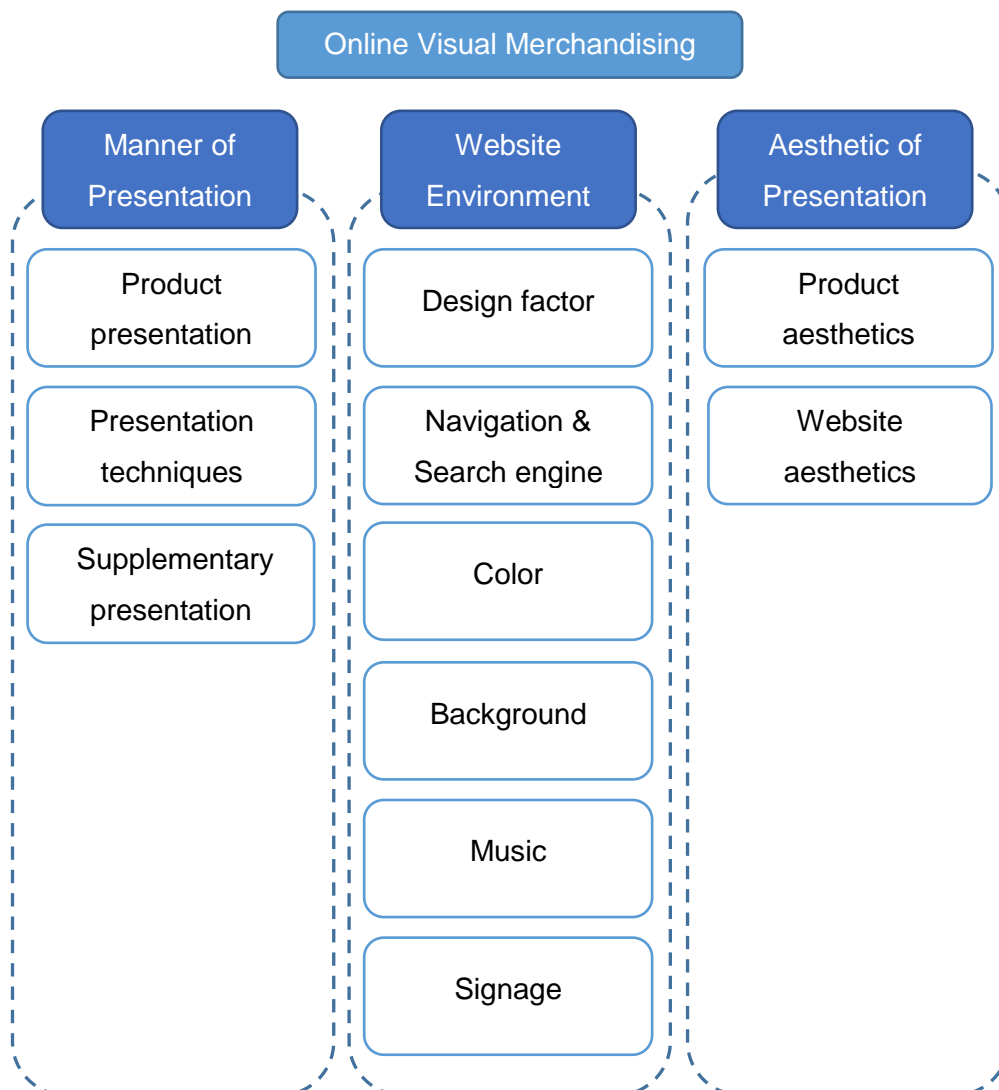 Online Visual Merchandising
Manner of
Presentation
Product
presentation
Presentation
techniques
Supplementary
presentation
Website
Environment
Design factor
Navigation &
Search engine
Color
Background
Music
Signage
Aesthetic of
Presentation
Product
aesthetics
Website
aesthetics